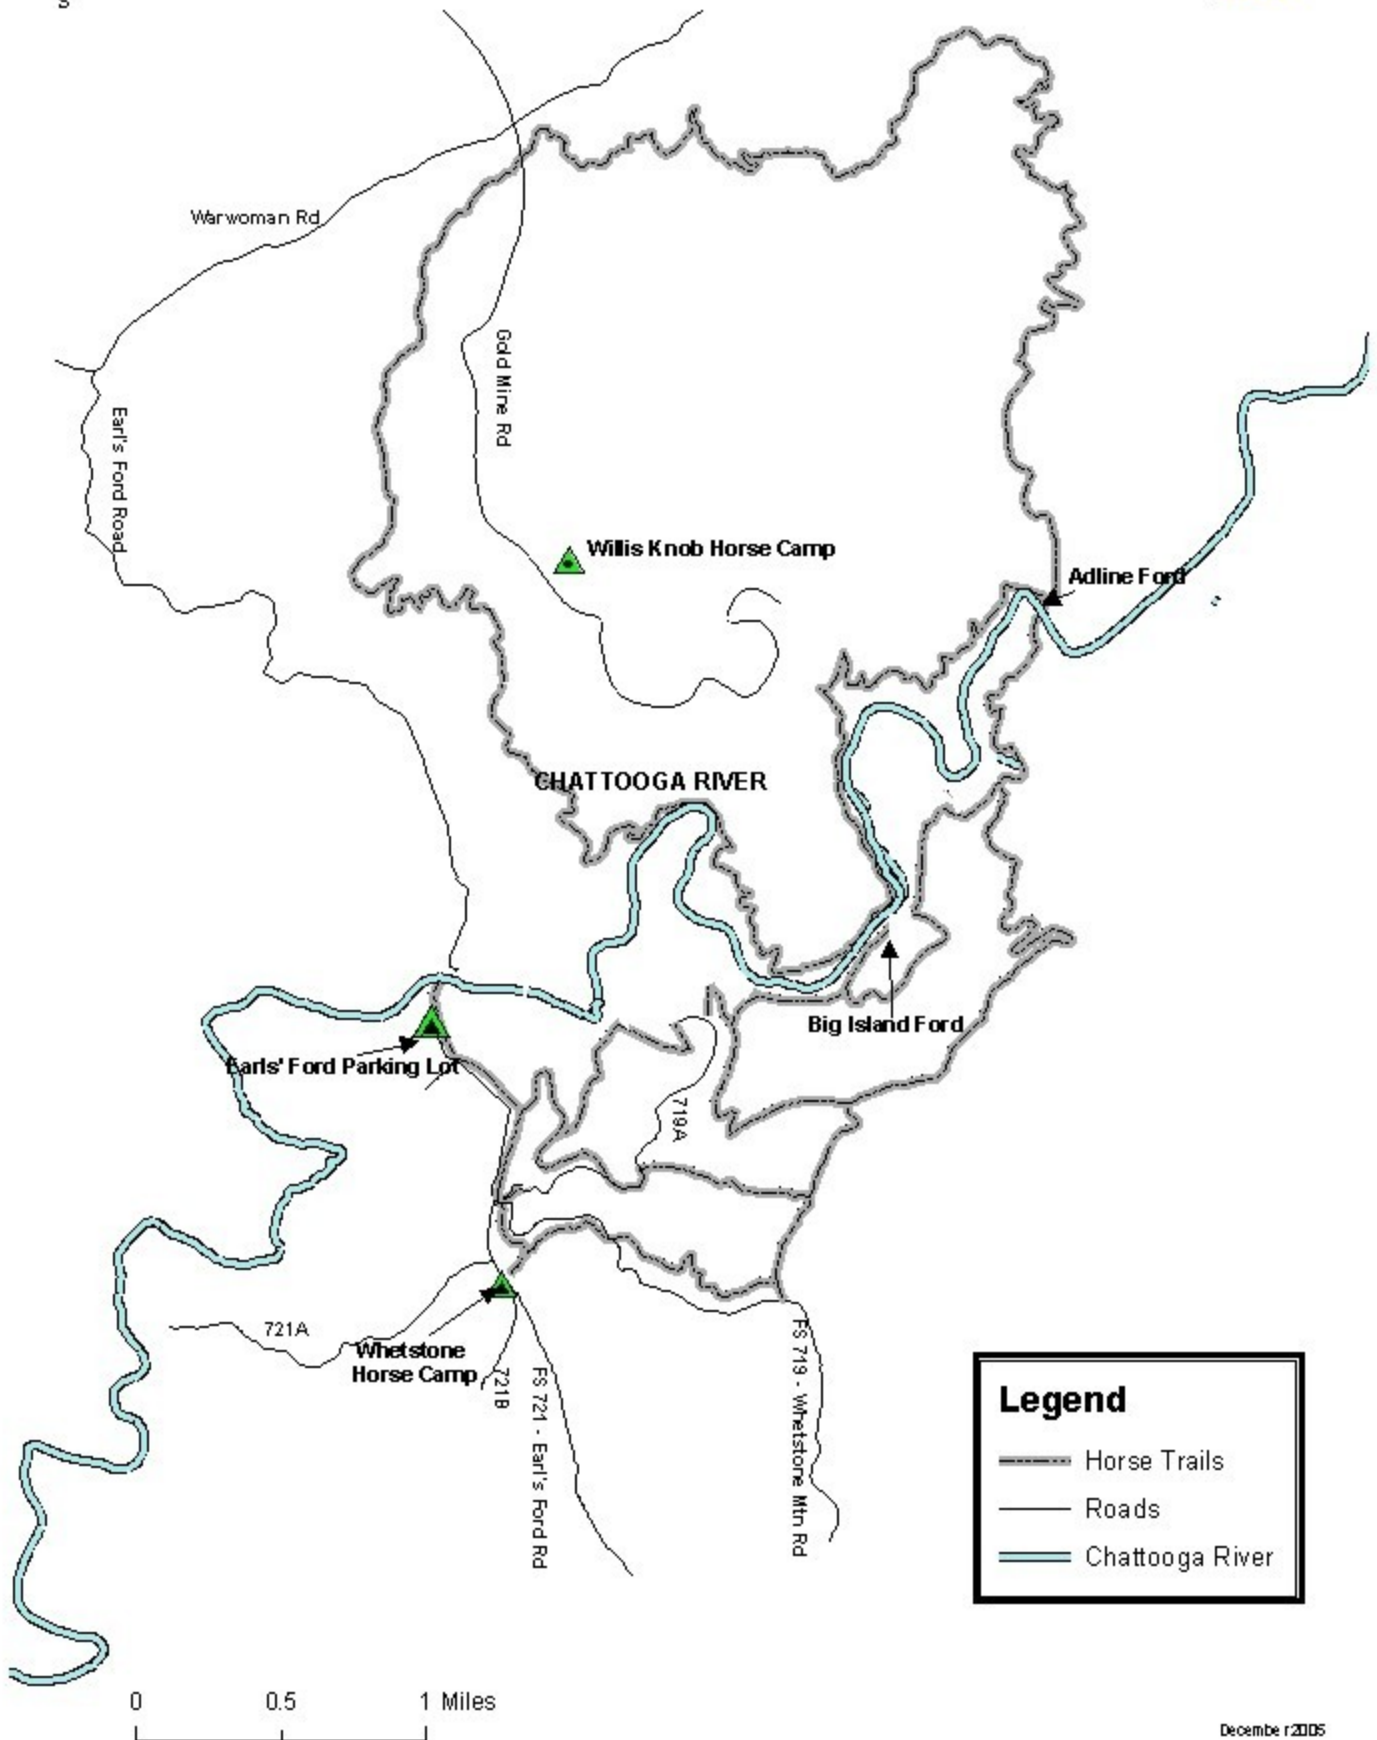 Warwoman Rd
Gold Mine Rd
Earl's Ford Road
Willis Knob Horse Camp
Adline Ford
CHATTOOGA RIVER
Big Island Ford
Earls' Ford Parking Lot
719A
721A
Whetstone
Horse Camp
721B
FS 721 - Earl's Ford Rd
FS 719 - Whetstone Mtn Rd
Legend
Horse Trails
Roads
Chattooga River
0 0.5 1 Miles
December 2005